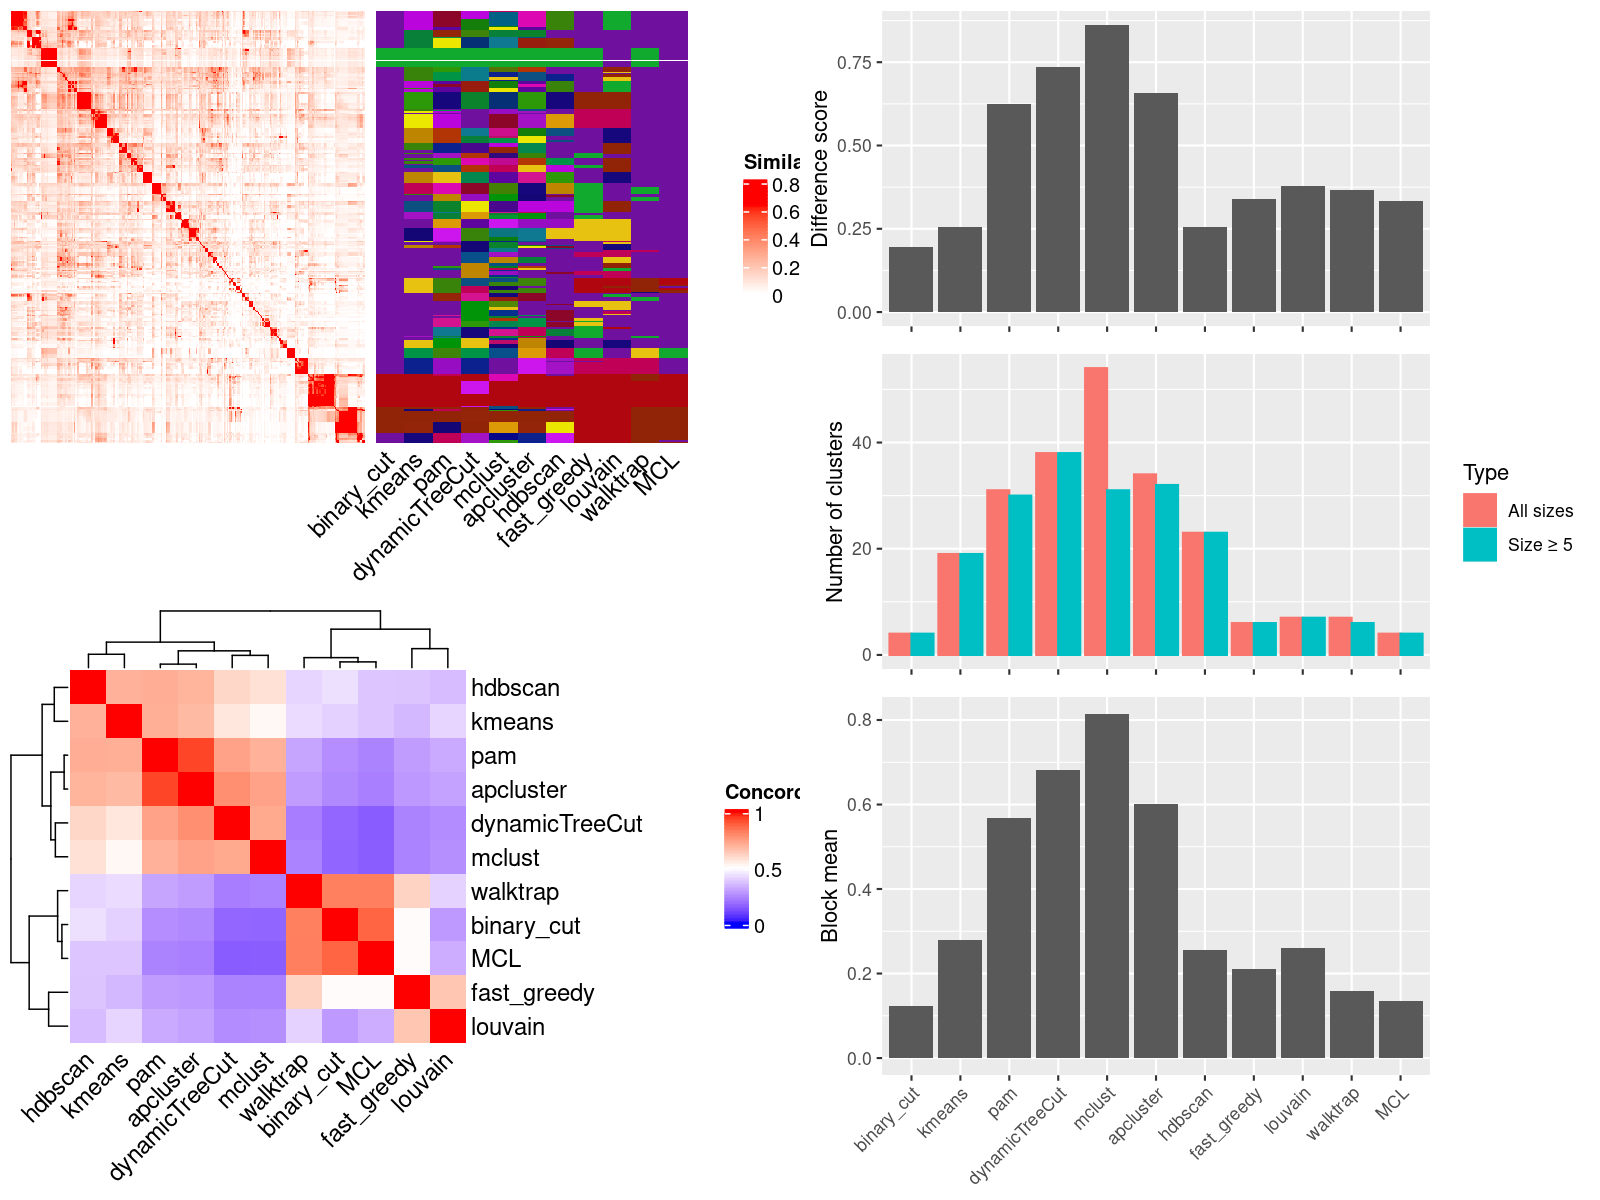 Simila
0.8
0.6
0.4
0.2
0
binary_cut
kmeans
pam
dynamicTreeCut
mclust
apcluster
hdbscan
fast_greedy
louvain
walktrap
MCL
hdbscan
kmeans
pam
apcluster
dynamicTreeCut
mclust
walktrap
binary_cut
MCL
fast_greedy
louvain
hdbscan
kmeans
pam
apcluster
dynamicTreeCut
mclust
walktrap
binary_cut
MCL
fast_greedy
louvain
Concord
1
0.5
0
Difference score
0.75
0.50
0.25
0.00
Number of clusters
40
20
0
Type
All sizes
Size ≥ 5
Block mean
0.8
0.6
0.4
0.2
0.0
binary_cut
kmeans
pam
dynamicTreeCut
mclust
apcluster
hdbscan
fast_greedy
louvain
walktrap
MCL